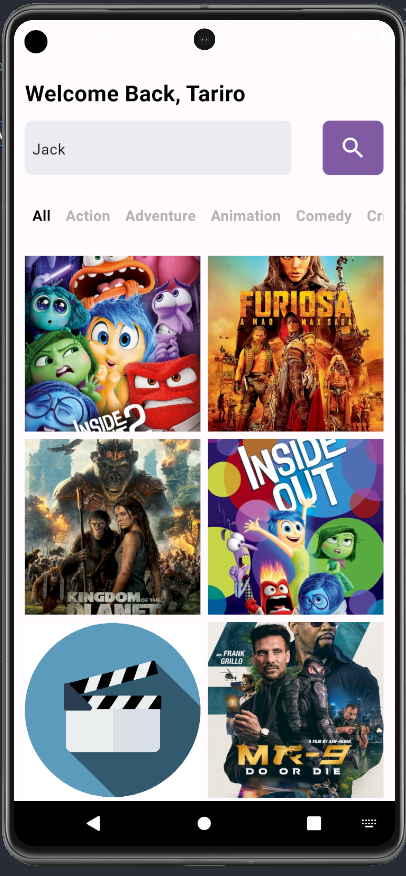 Welcome Back, Tariro
Jack
All Action Adventure Animation Comedy Cri
INSIDE
2
FURIOSA
A MAD MAX SAGA
KINGDOM OF THE
PLANET
INSIDE
OUT
FRANK
GRILLO
MR-9
DO OR DIE